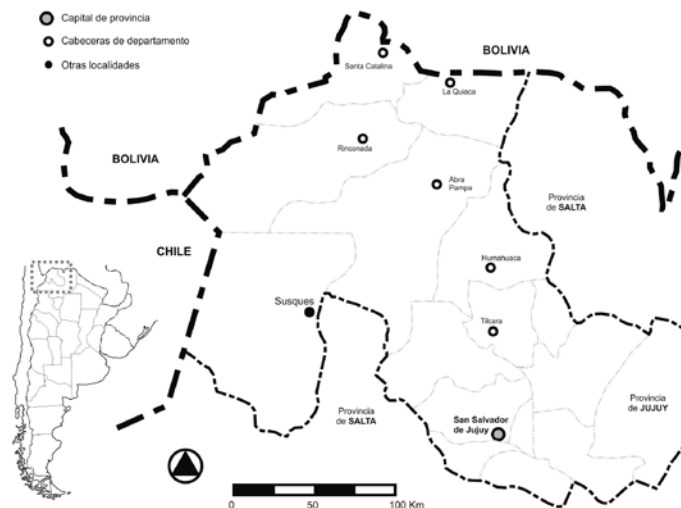 Capital de provincia
Cabeceras de departamento
Otras localidades
BOLIVIA
Santa Catalina
La Quiaca
BOLIVIA
Rinconada
Abra
Pampa
Provincia
de SALTA
CHILE
Humahuaca
Susques
Tilcara
Provincia
de SALTA
San Salvador
de Jujuy
Provincia
de JUJUY
0 50 100 Km